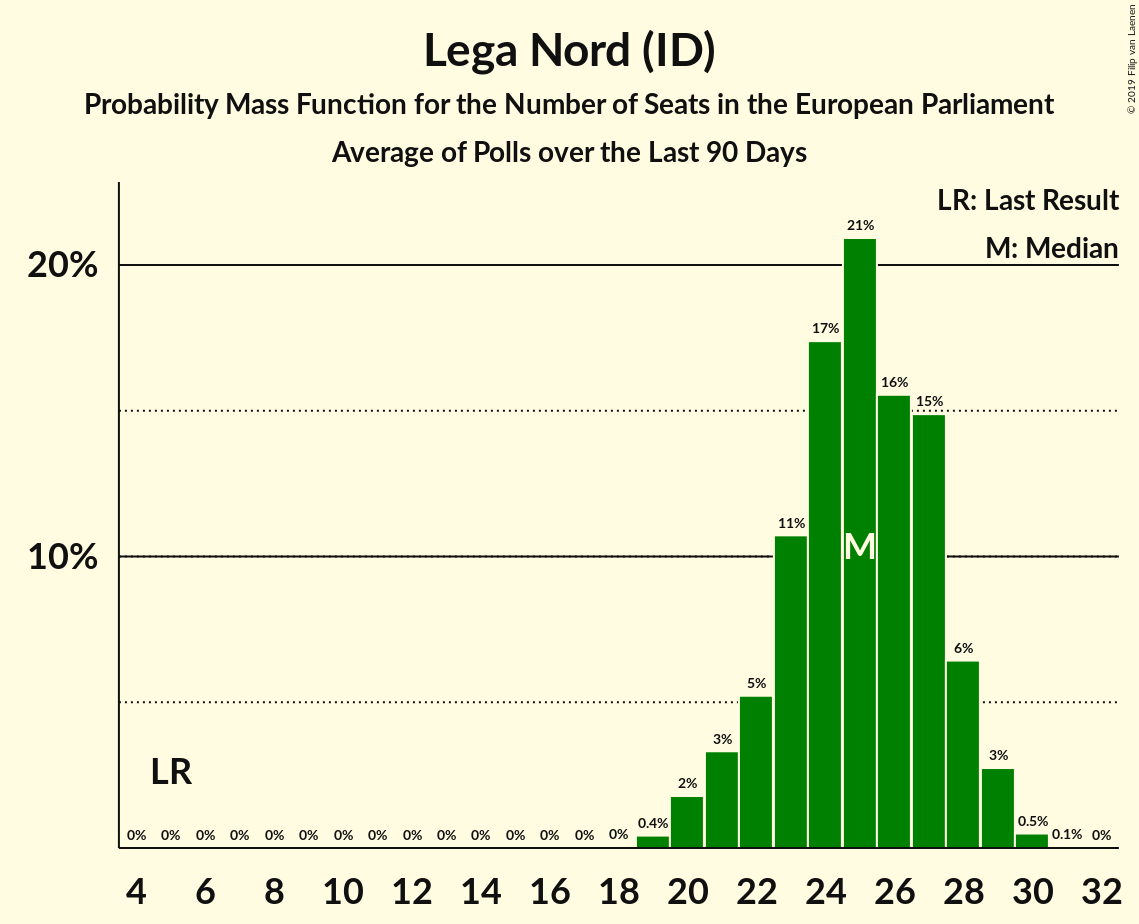 Lega Nord (ID)
Probability Mass Function for the Number of Seats in the European Parliament
Average of Polls over the Last 90 Days
© 2019 Filip van Laenen
LR: Last Result
M: Median
20%
10%
LR
M
0% 0% 0% 0% 0% 0% 0% 0% 0% 0% 0% 0% 0% 0% 0% 0.4% 2% 3% 5% 11% 17% 21% 16% 15% 6% 3% 0.5% 0.1% 0%
4 6 8 10 12 14 16 18 20 22 24 26 28 30 32